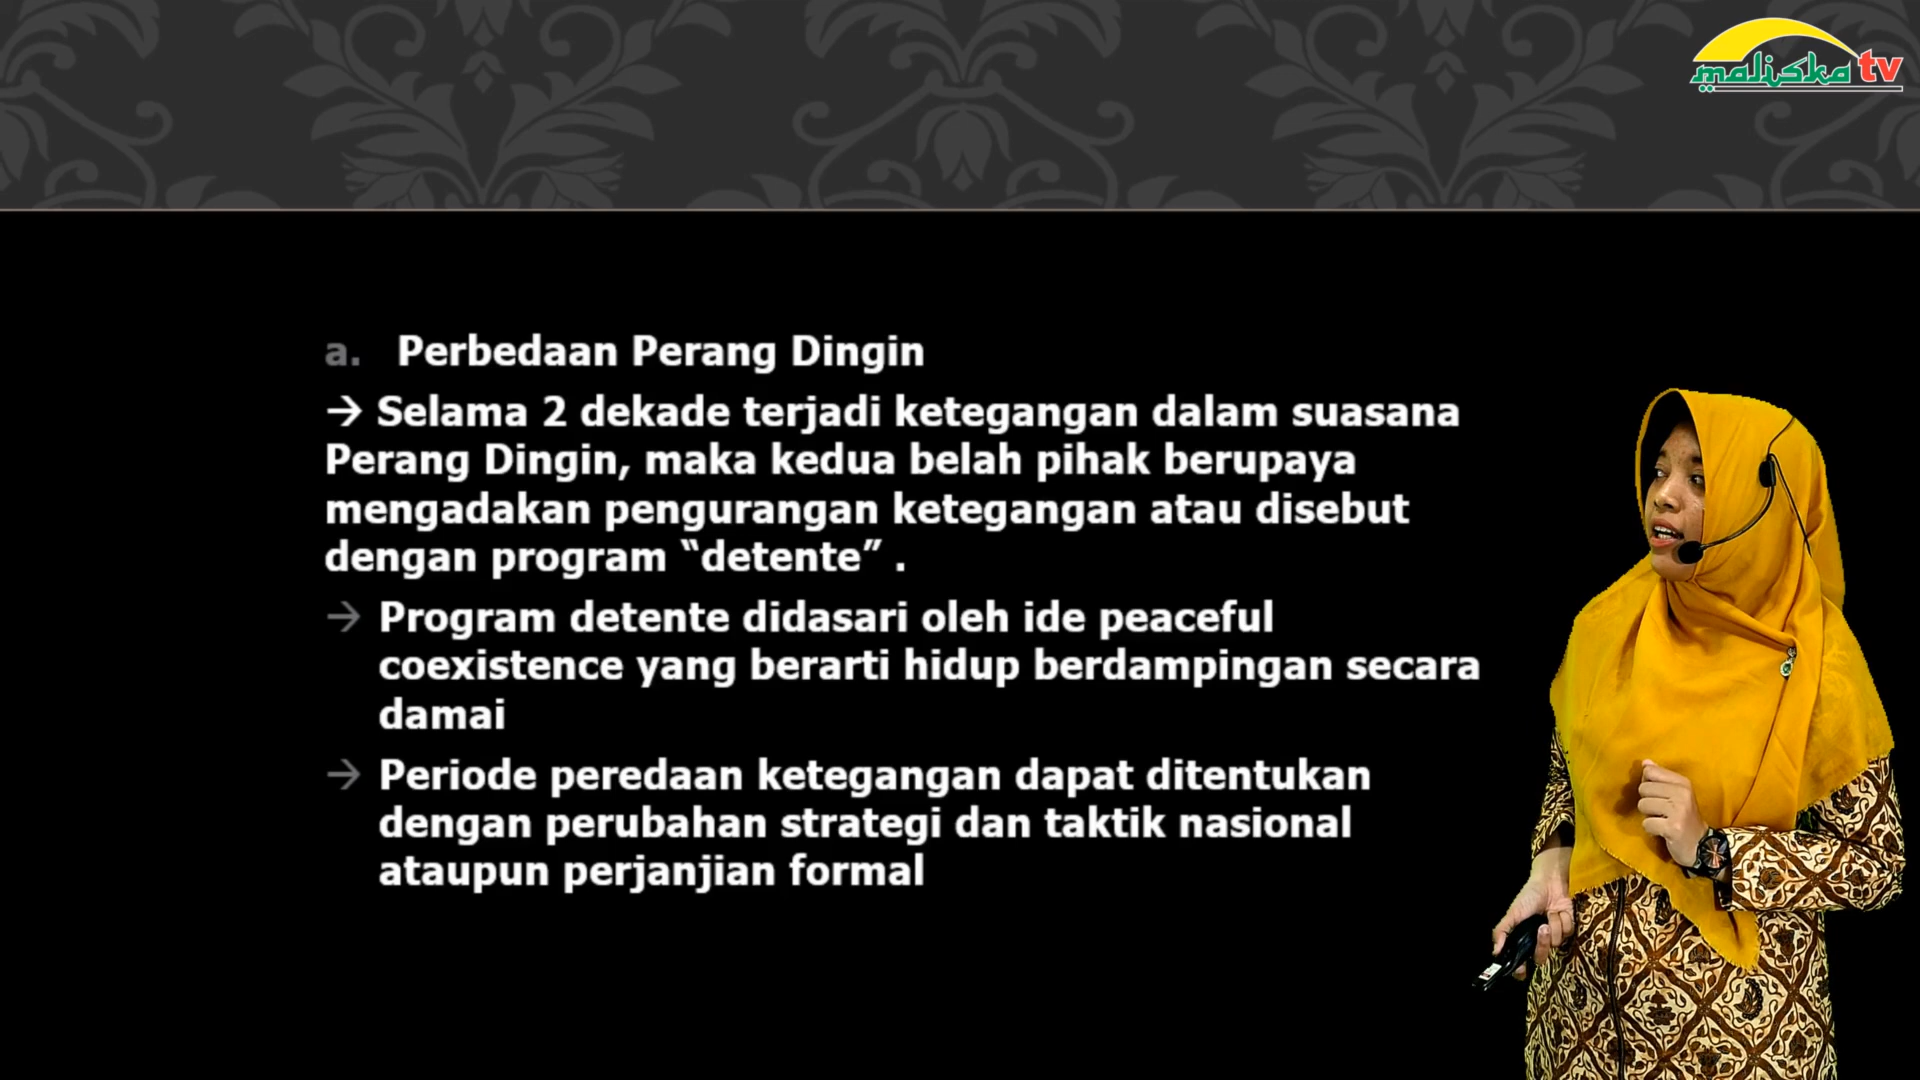 maliska tv
a. Perbedaan Perang Dingin
→ Selama 2 dekade terjadi ketegangan dalam suasana
Perang Dingin, maka kedua belah pihak berupaya
mengadakan pengurangan ketegangan atau disebut
dengan program “detente” .
→ Program detente didasari oleh ide peaceful
coexistence yang berarti hidup berdampingan secara
damai
→ Periode peredaan ketegangan dapat ditentukan
dengan perubahan strategi dan taktik nasional
ataupun perjanjian formal